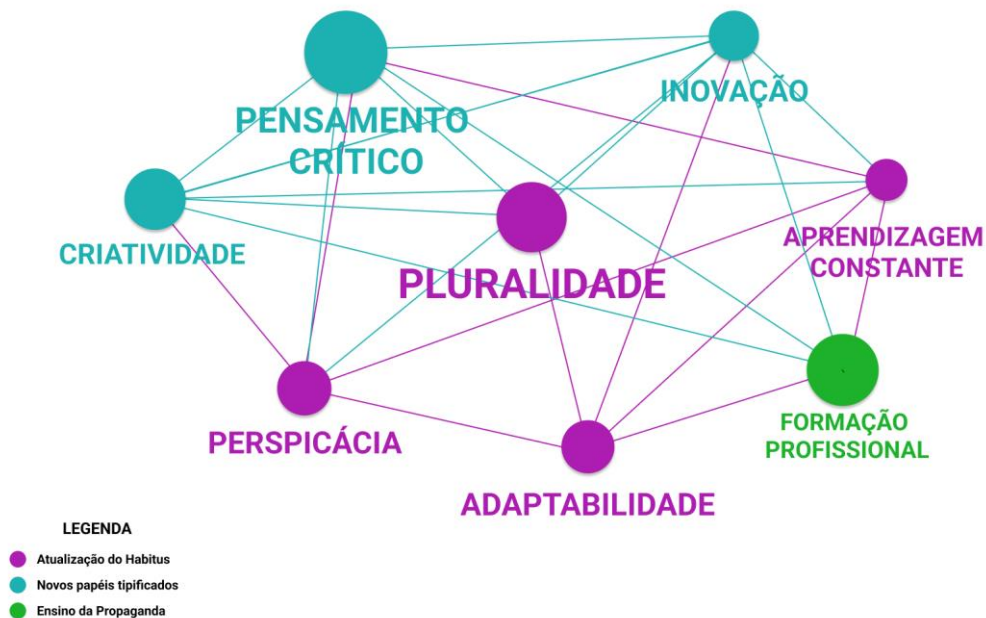 PENSAMENTO
CRÍTICO
INOVAÇÃO
CRIATIVIDADE
PLURALIDADE
APRENDIZAGEM
CONSTANTE
PERSPICÁCIA
ADAPTABILIDADE
FORMAÇÃO
PROFISSIONAL
LEGENDA
Atualização do Habitus
Novos papéis tipificados
Ensino da Propaganda